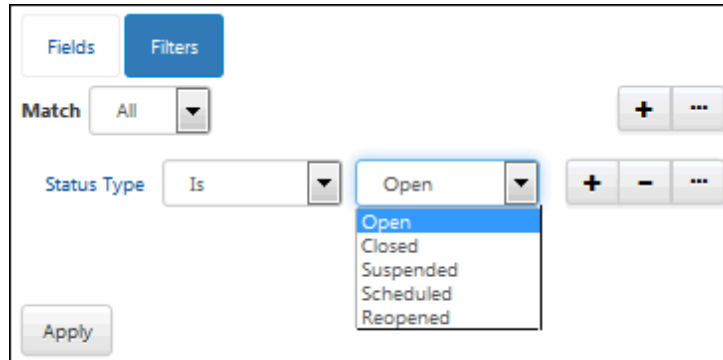 Fields Filters
Match All + ...
Status Type Is Open + - ...
Open
Closed
Suspended
Scheduled
Reopened
Apply